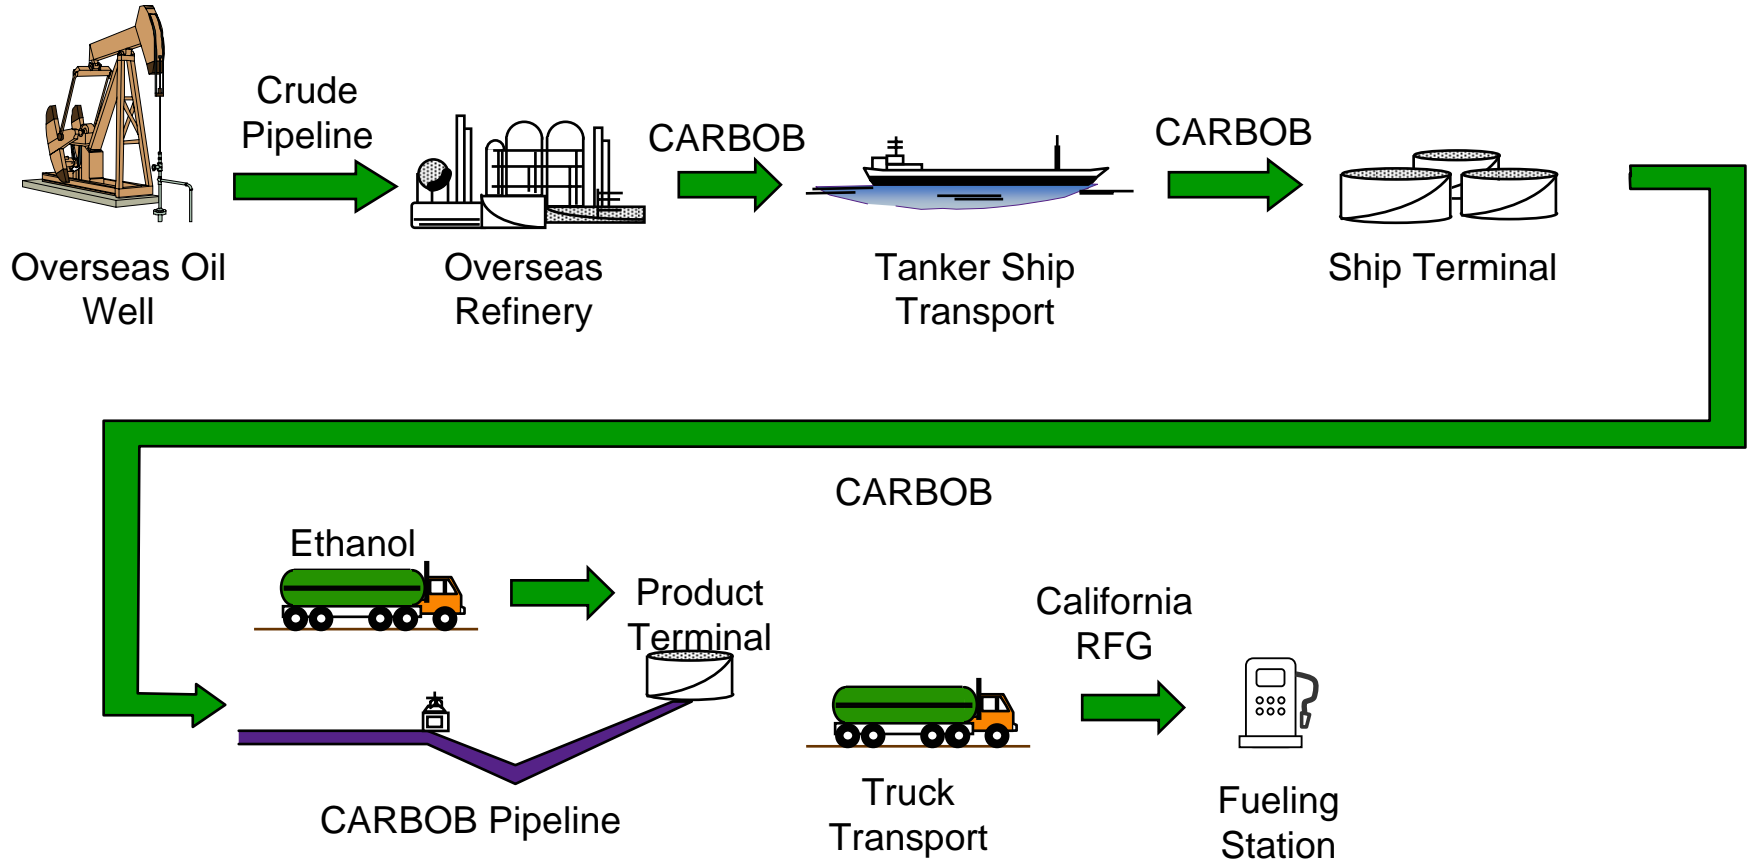 Crude
Pipeline
CARBOB
CARBOB
Overseas Oil
Well
Overseas
Refinery
Tanker Ship
Transport
Ship Terminal
CARBOB
Ethanol
Product
Terminal
California
RFG
CARBOB Pipeline
Truck
Transport
Fueling
Station